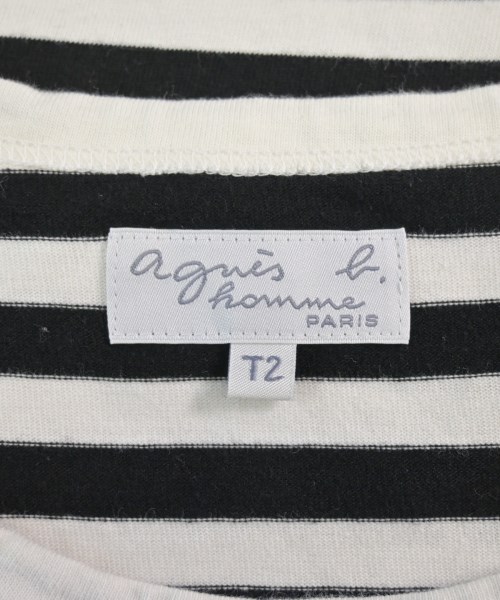 agnès b.
homme
PARIS
T2